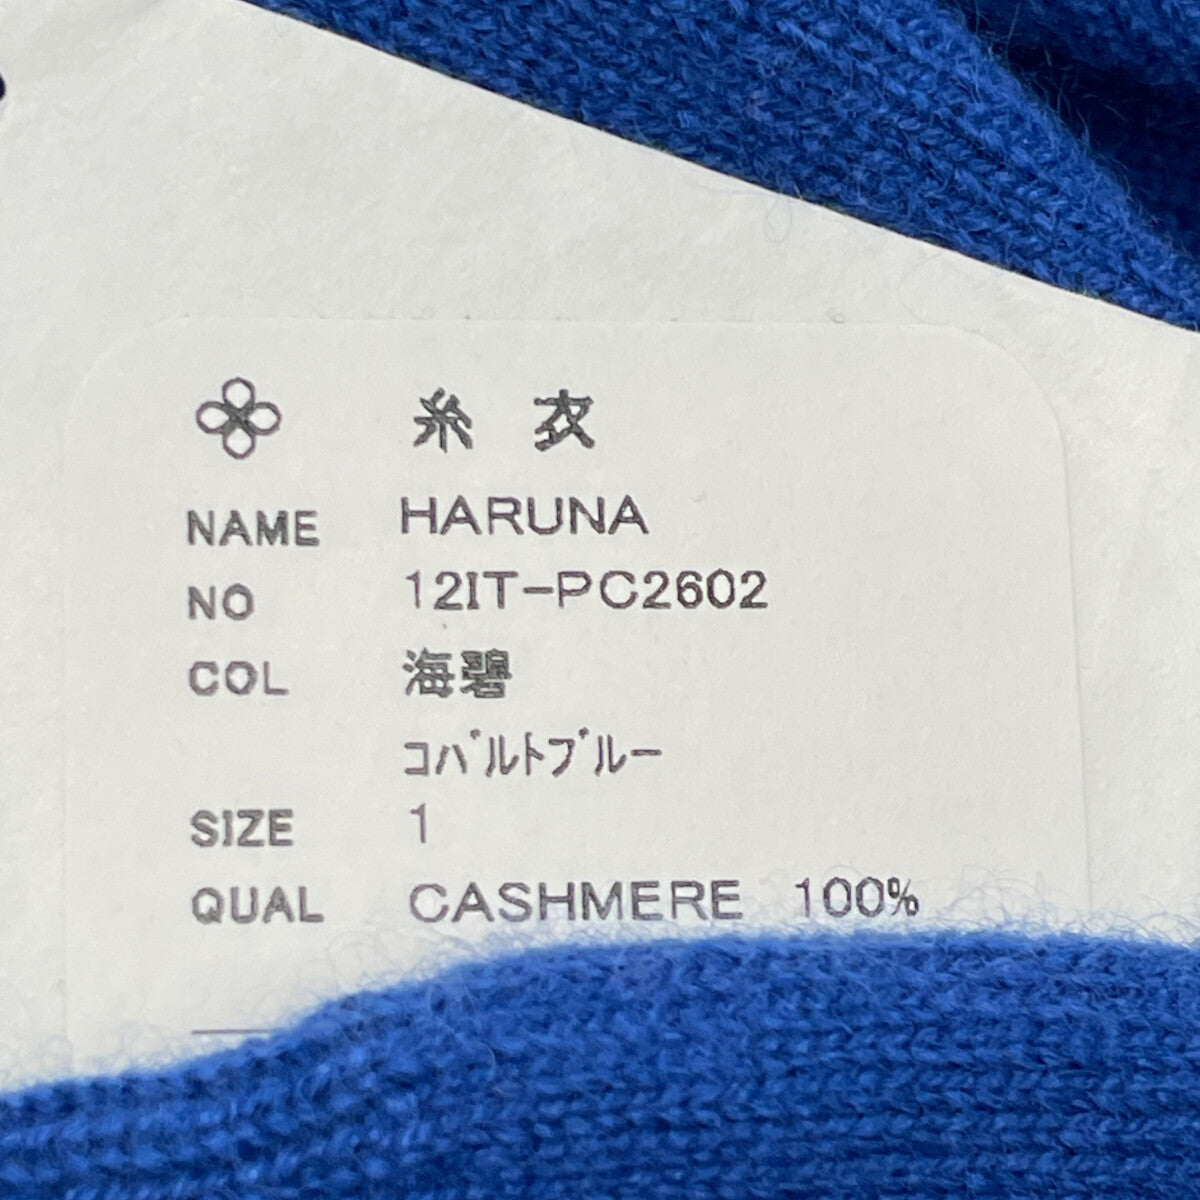 糸 衣
NAME HARUNA
NO 12IT-PC2602
COL 海碧
コバルトブルー
SIZE 1
QUAL CASHMERE 100%